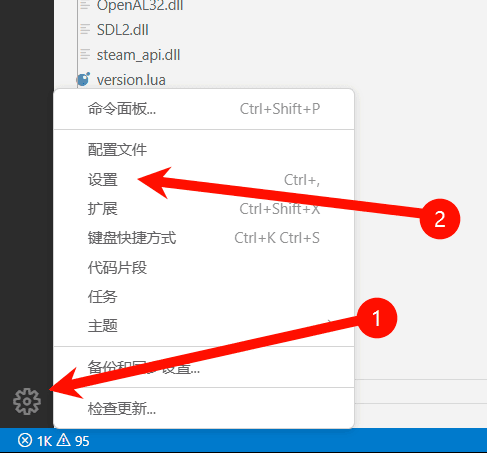 OpenAL32.dll
SDL2.dll
steam_api.dll
version.lua
命令面板... Ctrl+Shift+P
配置文件
设置 Ctrl+,
扩展 Ctrl+Shift+X
键盘快捷方式 Ctrl+K Ctrl+S
代码片段
任务
主题
备份和同步设置...
检查更新...
2
1
1K 95